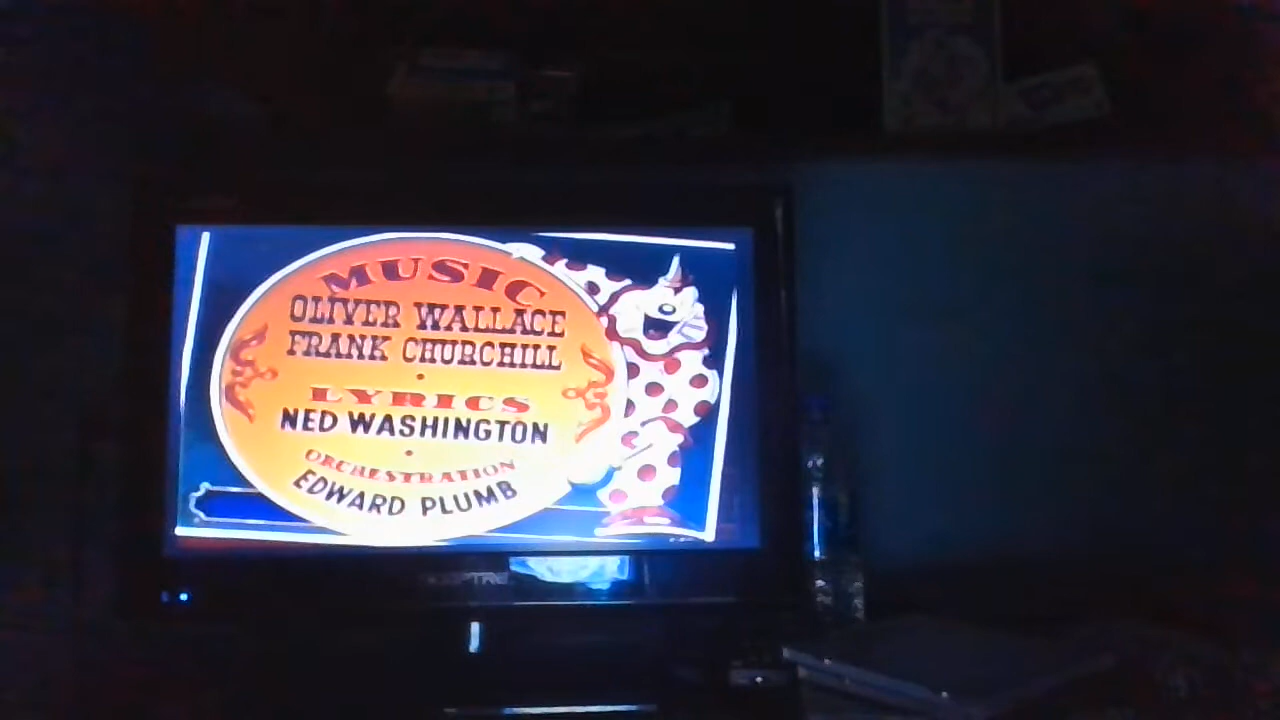 MUSIC
OLIVER WALLACE
FRANK CHURCHILL
LYRICS
NED WASHINGTON
ORCHESTRATION
EDWARD PLUMB